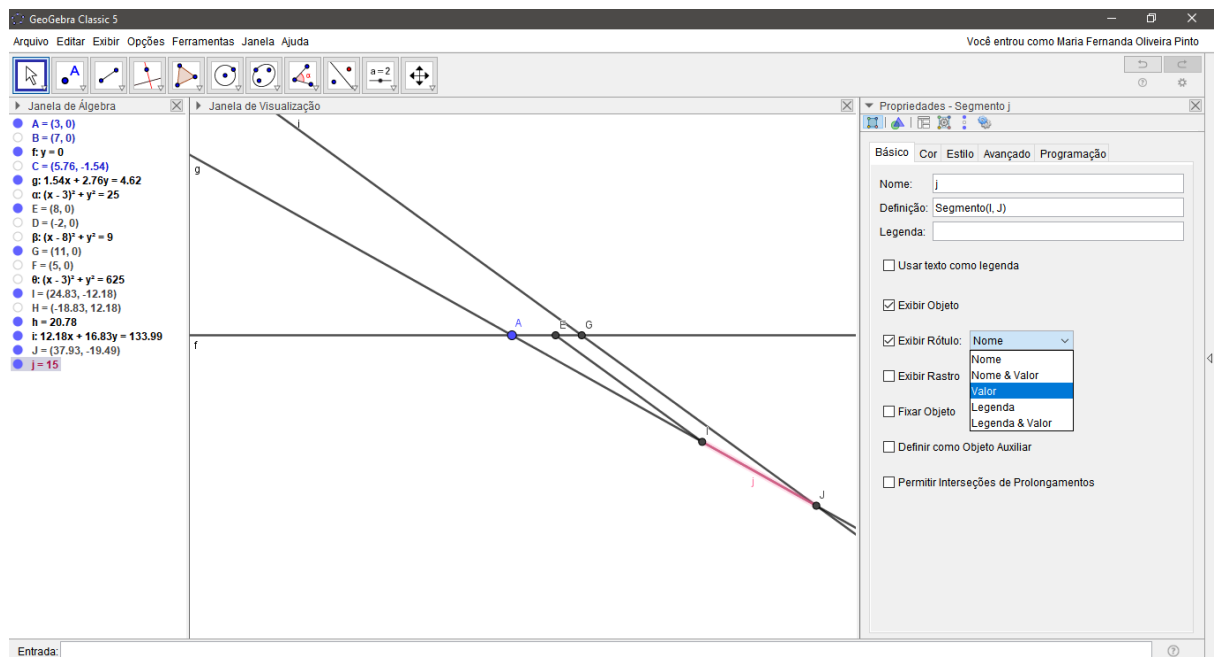 GeoGebra Classic 5
Arquivo Editar Exibir Opções Ferramentas Janela Ajuda
Você entrou como Maria Fernanda Oliveira Pinto
A
a = 2
Janela de Álgebra
A = (3, 0)
B = (7, 0)
f: y = 0
C = (5.76, -1.54)
g: 1.54x + 2.76y = 4.62
α: (x - 3)² + y² = 25
E = (8, 0)
D = (-2, 0)
β: (x - 8)² + y² = 9
G = (11, 0)
F = (5, 0)
θ: (x - 3)² + y² = 625
I = (24.83, -12.18)
H = (-18.83, 12.18)
h = 20.78
i: 12.18x + 16.83y = 133.99
J = (37.93, -19.49)
j = 15
Janela de Visualização
i
g
A
E
G
f
I
j
J
Propriedades - Segmento j
Básico Cor Estilo Avançado Programação
Nome: j
Definição: Segmento(I, J)
Legenda:
Usar texto como legenda
Exibir Objeto
Exibir Rótulo: Nome
Nome
Exibir Rastro Nome & Valor
Valor
Fixar Objeto Legenda
Legenda & Valor
Definir como Objeto Auxiliar
Permitir Interseções de Prolongamentos
Entrada: